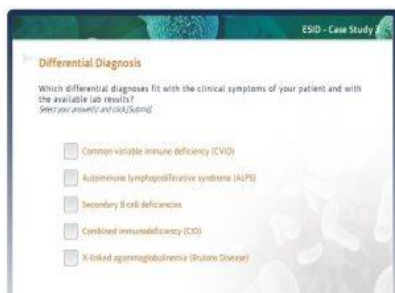 ESID - Case Study 3
Differential Diagnosis
Which differential diagnoses fit with the clinical symptoms of your patient and with
the available lab results?
Select your answer(s) and click [Submit]
Common variable immune deficiency (CVID)
Autoimmune lymphoproliferative syndrome (ALPS)
Secondary B cell deficiencies
Combined immunodeficiency (CID)
X-linked agammaglobulinemia (Brutons Disease)